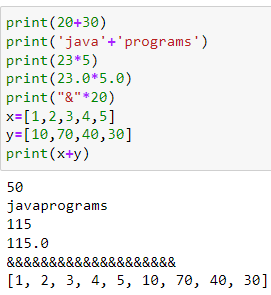 print(20+30)
print('java'+'programs')
print(23*5)
print(23.0*5.0)
print("&"*20)
x=[1,2,3,4,5]
y=[10,70,40,30]
print(x+y)
50
javaprograms
115
115.0
&&&&&&&&&&&&&&&&&&&&
[1, 2, 3, 4, 5, 10, 70, 40, 30]